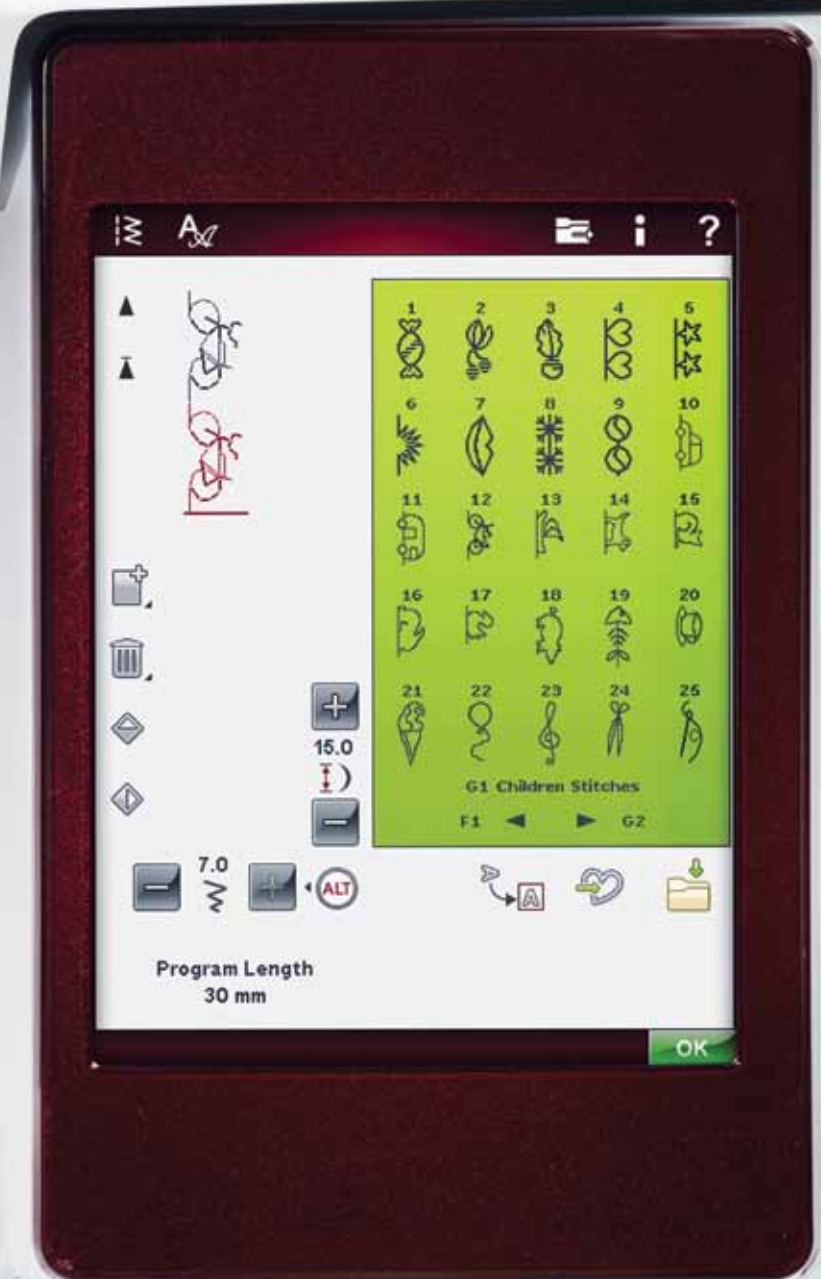 A i ?
1 2 3 4 5
6 7 8 9 10
11 12 13 14 15
16 17 18 19 20
21 22 23 24 25
G1 Children Stitches
F1 G2
15.0
7.0
ALT
A A
Program Length
30 mm
OK